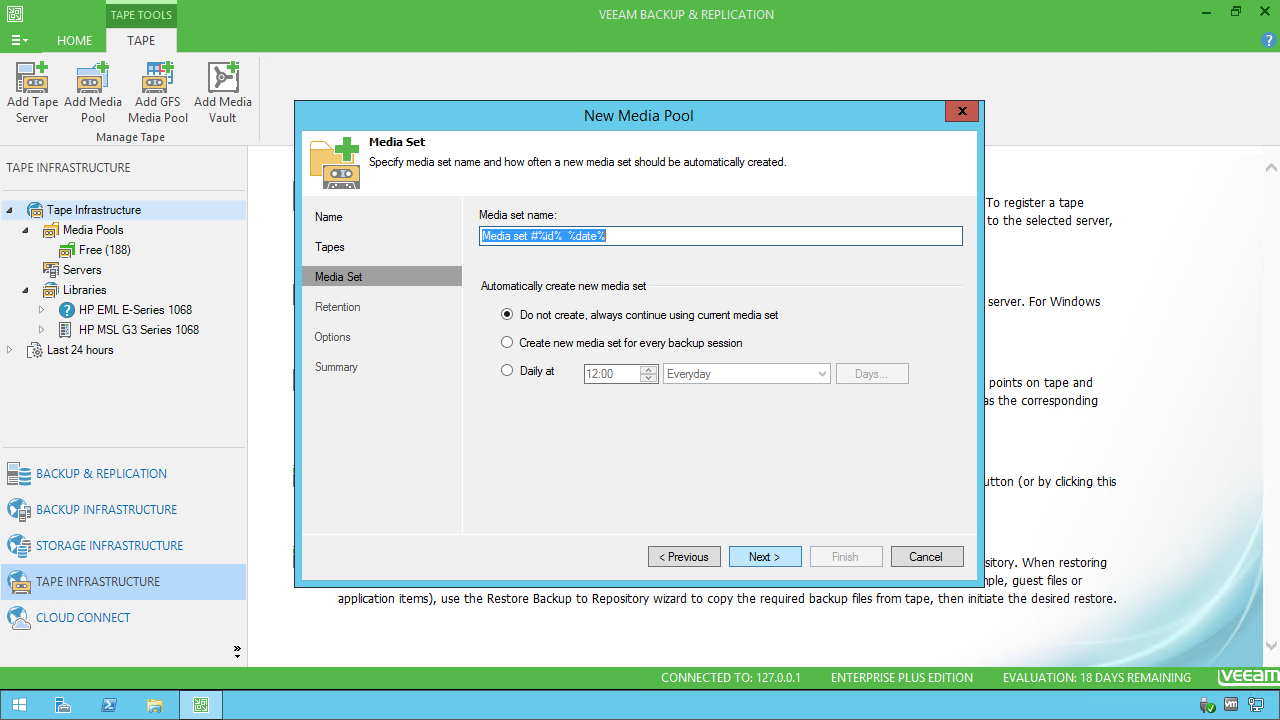 TAPE TOOLS
VEEAM BACKUP & REPLICATION
HOME
TAPE
Add Tape Server
Add Media Pool
Add GFS Media Pool
Add Media Vault
Manage Tape
TAPE INFRASTRUCTURE
Tape Infrastructure
Media Pools
Free (188)
Servers
Libraries
HP EML E-Series 1068
HP MSL G3 Series 1068
Last 24 hours
BACKUP & REPLICATION
BACKUP INFRASTRUCTURE
STORAGE INFRASTRUCTURE
TAPE INFRASTRUCTURE
CLOUD CONNECT
New Media Pool
Media Set
Specify media set name and how often a new media set should be automatically created.
Name
Tapes
Media Set
Retention
Options
Summary
Media set name:
Media set #%id% %date%
Automatically create new media set
Do not create, always continue using current media set
Create new media set for every backup session
Daily at
12:00
Everyday
Days...
< Previous
Next >
Finish
Cancel
To register a tape
to the selected server,
server. For Windows
points on tape and
as the corresponding
utton (or by clicking this
sitory. When restoring
mple, guest files or
application items), use the Restore Backup to Repository wizard to copy the required backup files from tape, then initiate the desired restore.
CONNECTED TO: 127.0.0.1
ENTERPRISE PLUS EDITION
EVALUATION: 18 DAYS REMAINING
veeam
vm